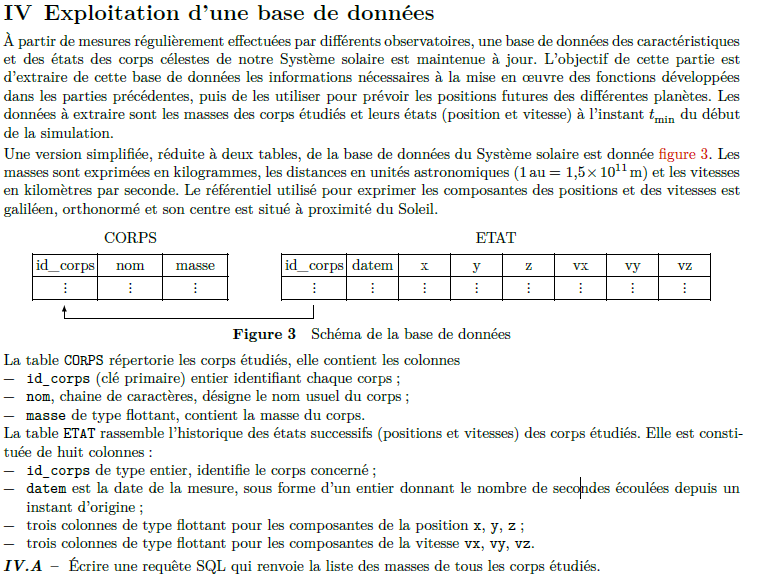 IV Exploitation d'une base de données
À partir de mesures régulièrement effectuées par différents observatoires, une base de données des caractéristiques
et des états des corps célestes de notre Système solaire est maintenue à jour. L'objectif de cette partie est
d'extraire de cette base de données les informations nécessaires à la mise en œuvre des fonctions développées
dans les parties précédentes, puis de les utiliser pour prévoir les positions futures des différentes planètes. Les
données à extraire sont les masses des corps étudiés et leurs états (position et vitesse) à l'instant t_min du début
de la simulation.
Une version simplifiée, réduite à deux tables, de la base de données du Système solaire est donnée figure 3. Les
masses sont exprimées en kilogrammes, les distances en unités astronomiques (1 au = 1,5 × 10¹¹ m) et les vitesses
en kilomètres par seconde. Le référentiel utilisé pour exprimer les composantes des positions et des vitesses est
galiléen, orthonormé et son centre est situé à proximité du Soleil.
CORPS ETAT
id_corps nom masse id_corps datem x y z vx vy vz
⋮ ⋮ ⋮ ⋮ ⋮ ⋮ ⋮ ⋮ ⋮ ⋮ ⋮
Figure 3 Schéma de la base de données
La table CORPS répertorie les corps étudiés, elle contient les colonnes
– id_corps (clé primaire) entier identifiant chaque corps ;
– nom, chaine de caractères, désigne le nom usuel du corps ;
– masse de type flottant, contient la masse du corps.
La table ETAT rassemble l'historique des états successifs (positions et vitesses) des corps étudiés. Elle est consti-
tuée de huit colonnes :
– id_corps de type entier, identifie le corps concerné ;
– datem est la date de la mesure, sous forme d'un entier donnant le nombre de secondes écoulées depuis un
instant d'origine ;
– trois colonnes de type flottant pour les composantes de la position x, y, z ;
– trois colonnes de type flottant pour les composantes de la vitesse vx, vy, vz.
IV.A – Écrire une requête SQL qui renvoie la liste des masses de tous les corps étudiés.